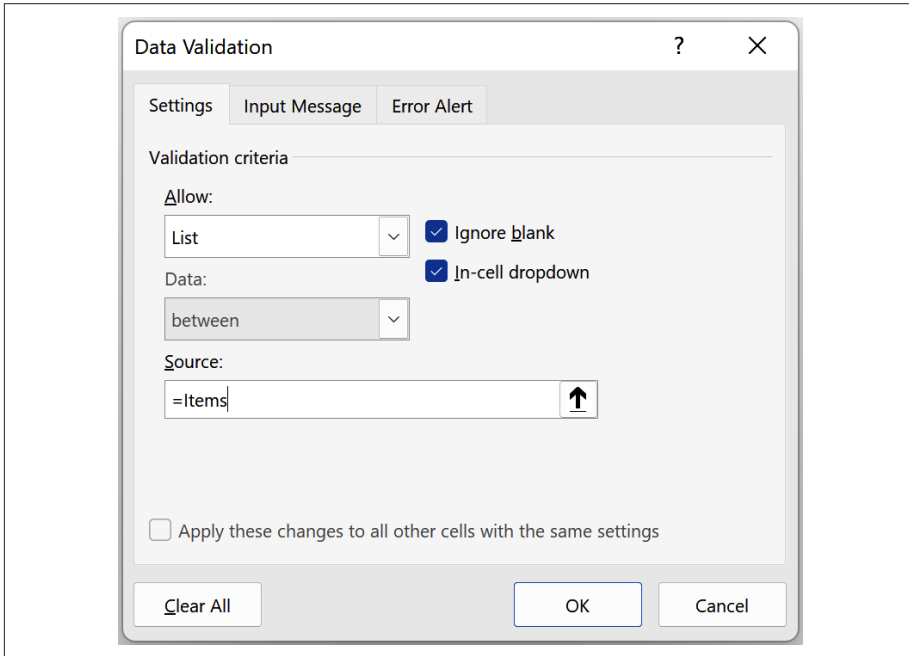 Data Validation ?
Settings Input Message Error Alert
Validation criteria
Allow:
List Ignore blank
In-cell dropdown
Data:
between
Source:
=Items
Apply these changes to all other cells with the same settings
Clear All OK Cancel